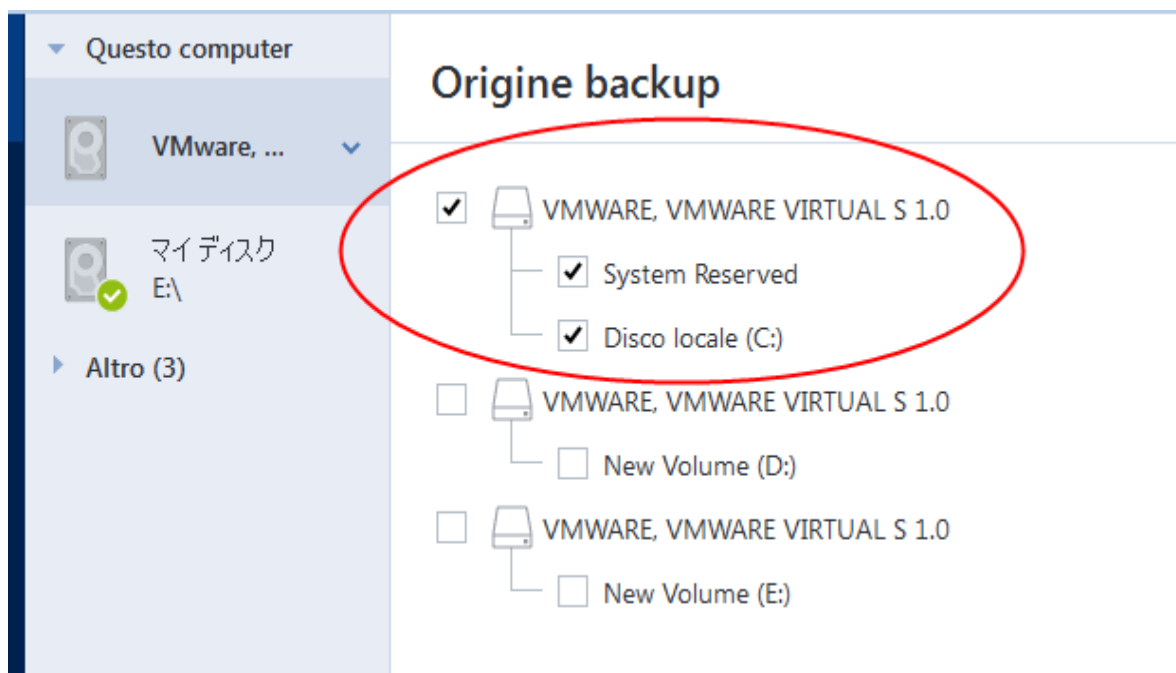 Questo computer
VMware, ...
マイ ディスク
E:\
Altro (3)
Origine backup
VMWARE, VMWARE VIRTUAL S 1.0
System Reserved
Disco locale (C:)
VMWARE, VMWARE VIRTUAL S 1.0
New Volume (D:)
VMWARE, VMWARE VIRTUAL S 1.0
New Volume (E:)